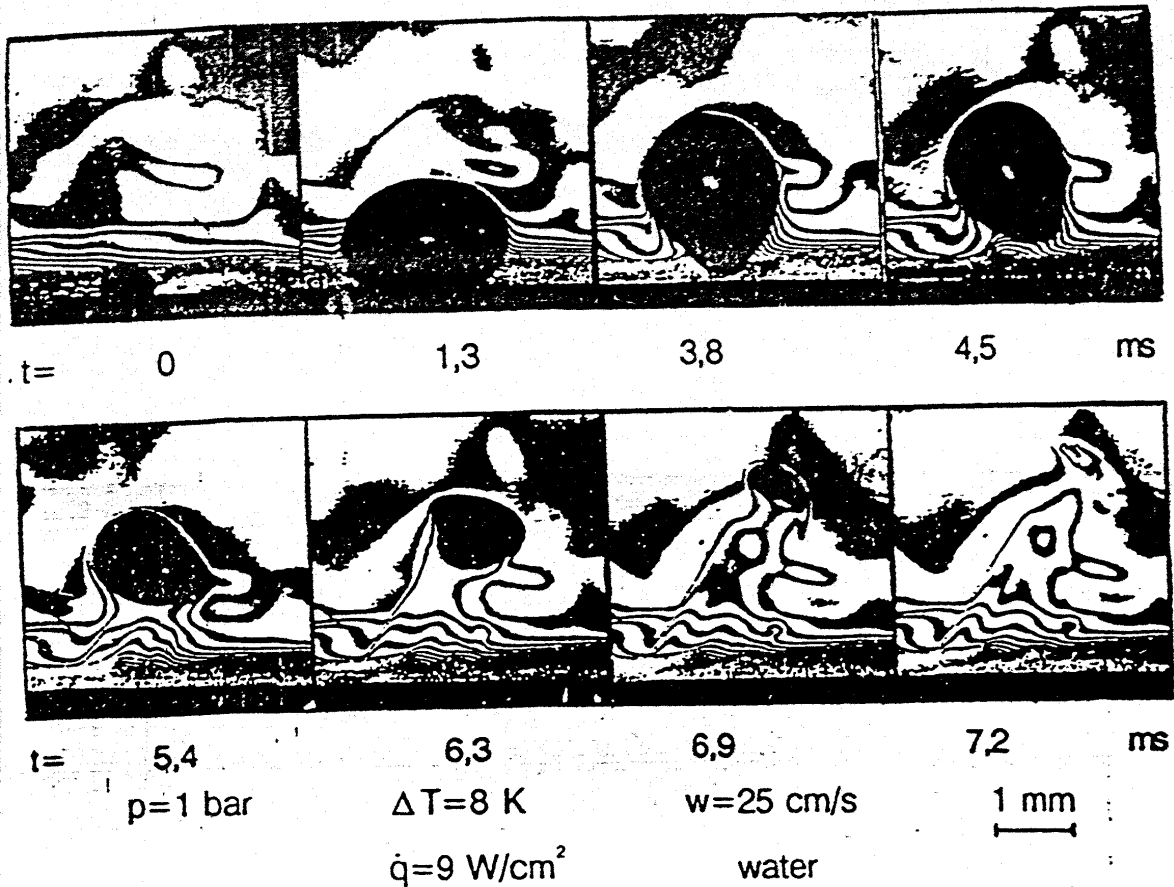 t= 0 1,3 3,8 4,5 ms
t= 5,4 6,3 6,9 7,2 ms
p=1 bar ΔT=8 K w=25 cm/s 1 mm
q̇=9 W/cm² water